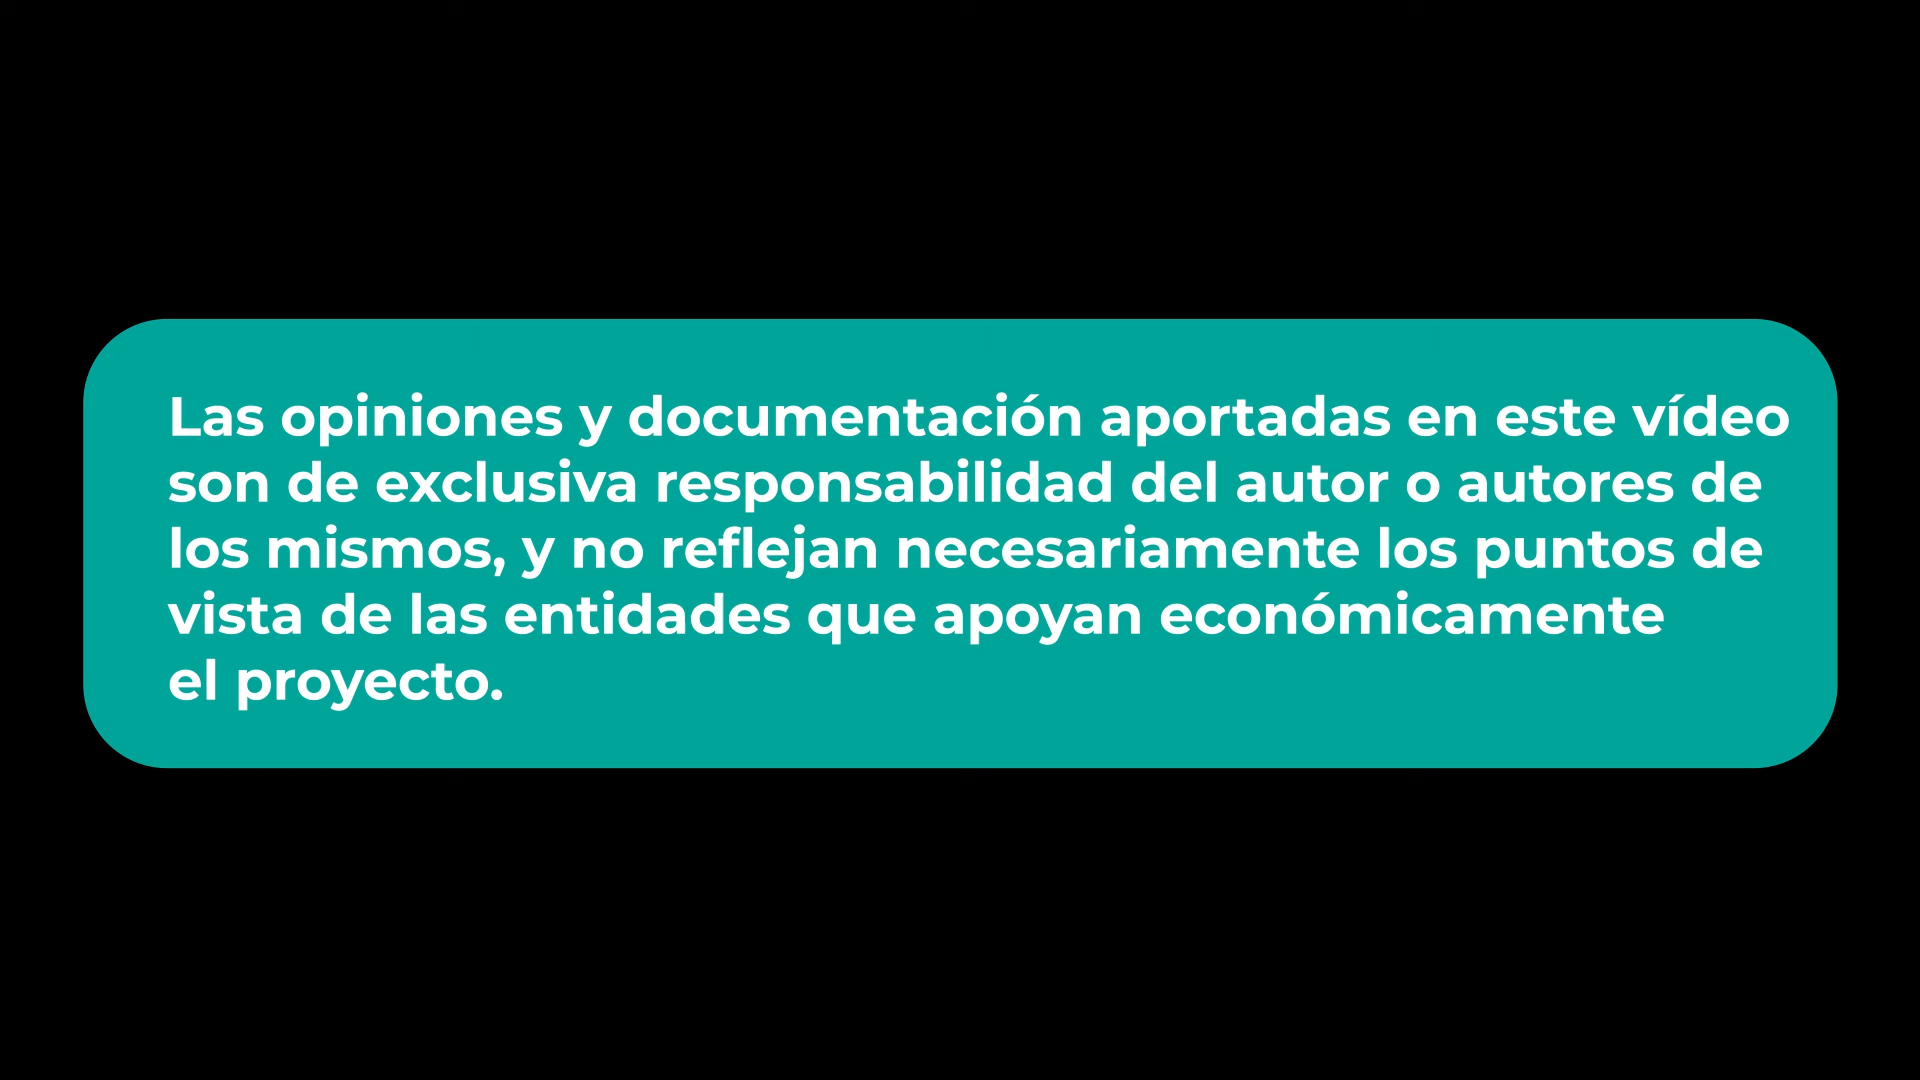 Las opiniones y documentación aportadas en este vídeo
son de exclusiva responsabilidad del autor o autores de
los mismos, y no reflejan necesariamente los puntos de
vista de las entidades que apoyan económicamente
el proyecto.